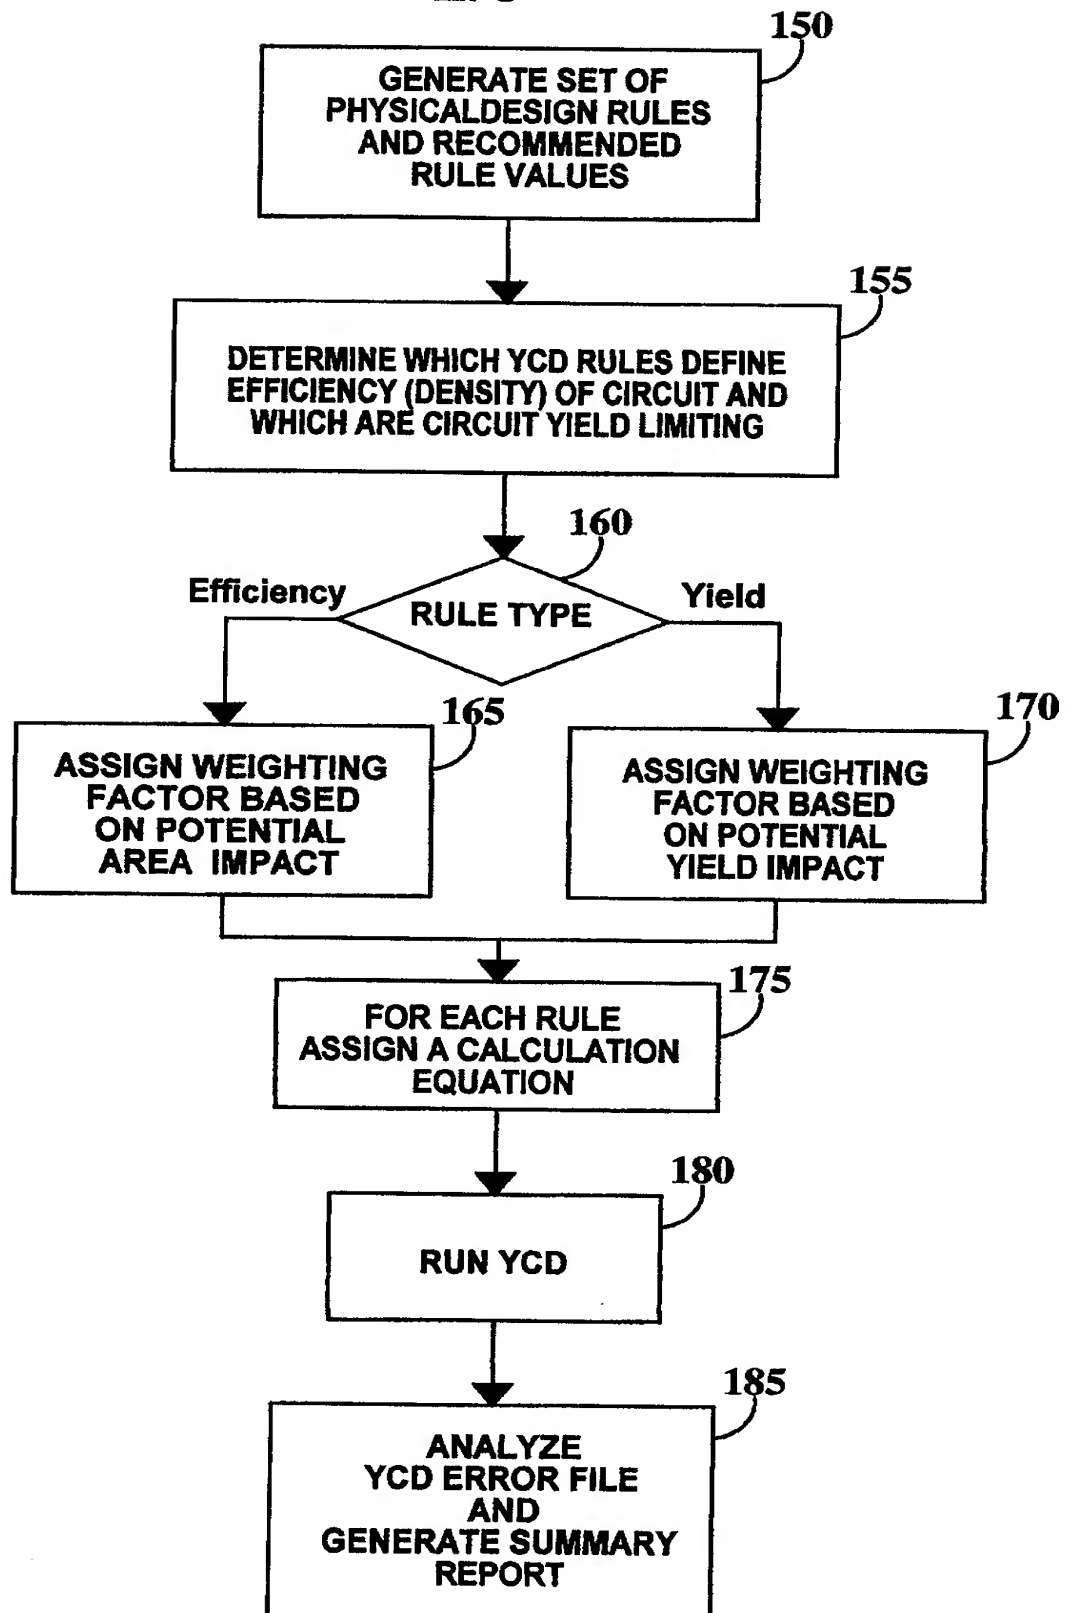 150
GENERATE SET OF
PHYSICALDESIGN RULES
AND RECOMMENDED
RULE VALUES
155
DETERMINE WHICH YCD RULES DEFINE
EFFICIENCY (DENSITY) OF CIRCUIT AND
WHICH ARE CIRCUIT YIELD LIMITING
160
Efficiency
RULE TYPE
Yield
165
ASSIGN WEIGHTING
FACTOR BASED
ON POTENTIAL
AREA IMPACT
170
ASSIGN WEIGHTING
FACTOR BASED
ON POTENTIAL
YIELD IMPACT
175
FOR EACH RULE
ASSIGN A CALCULATION
EQUATION
180
RUN YCD
185
ANALYZE
YCD ERROR FILE
AND
GENERATE SUMMARY
REPORT